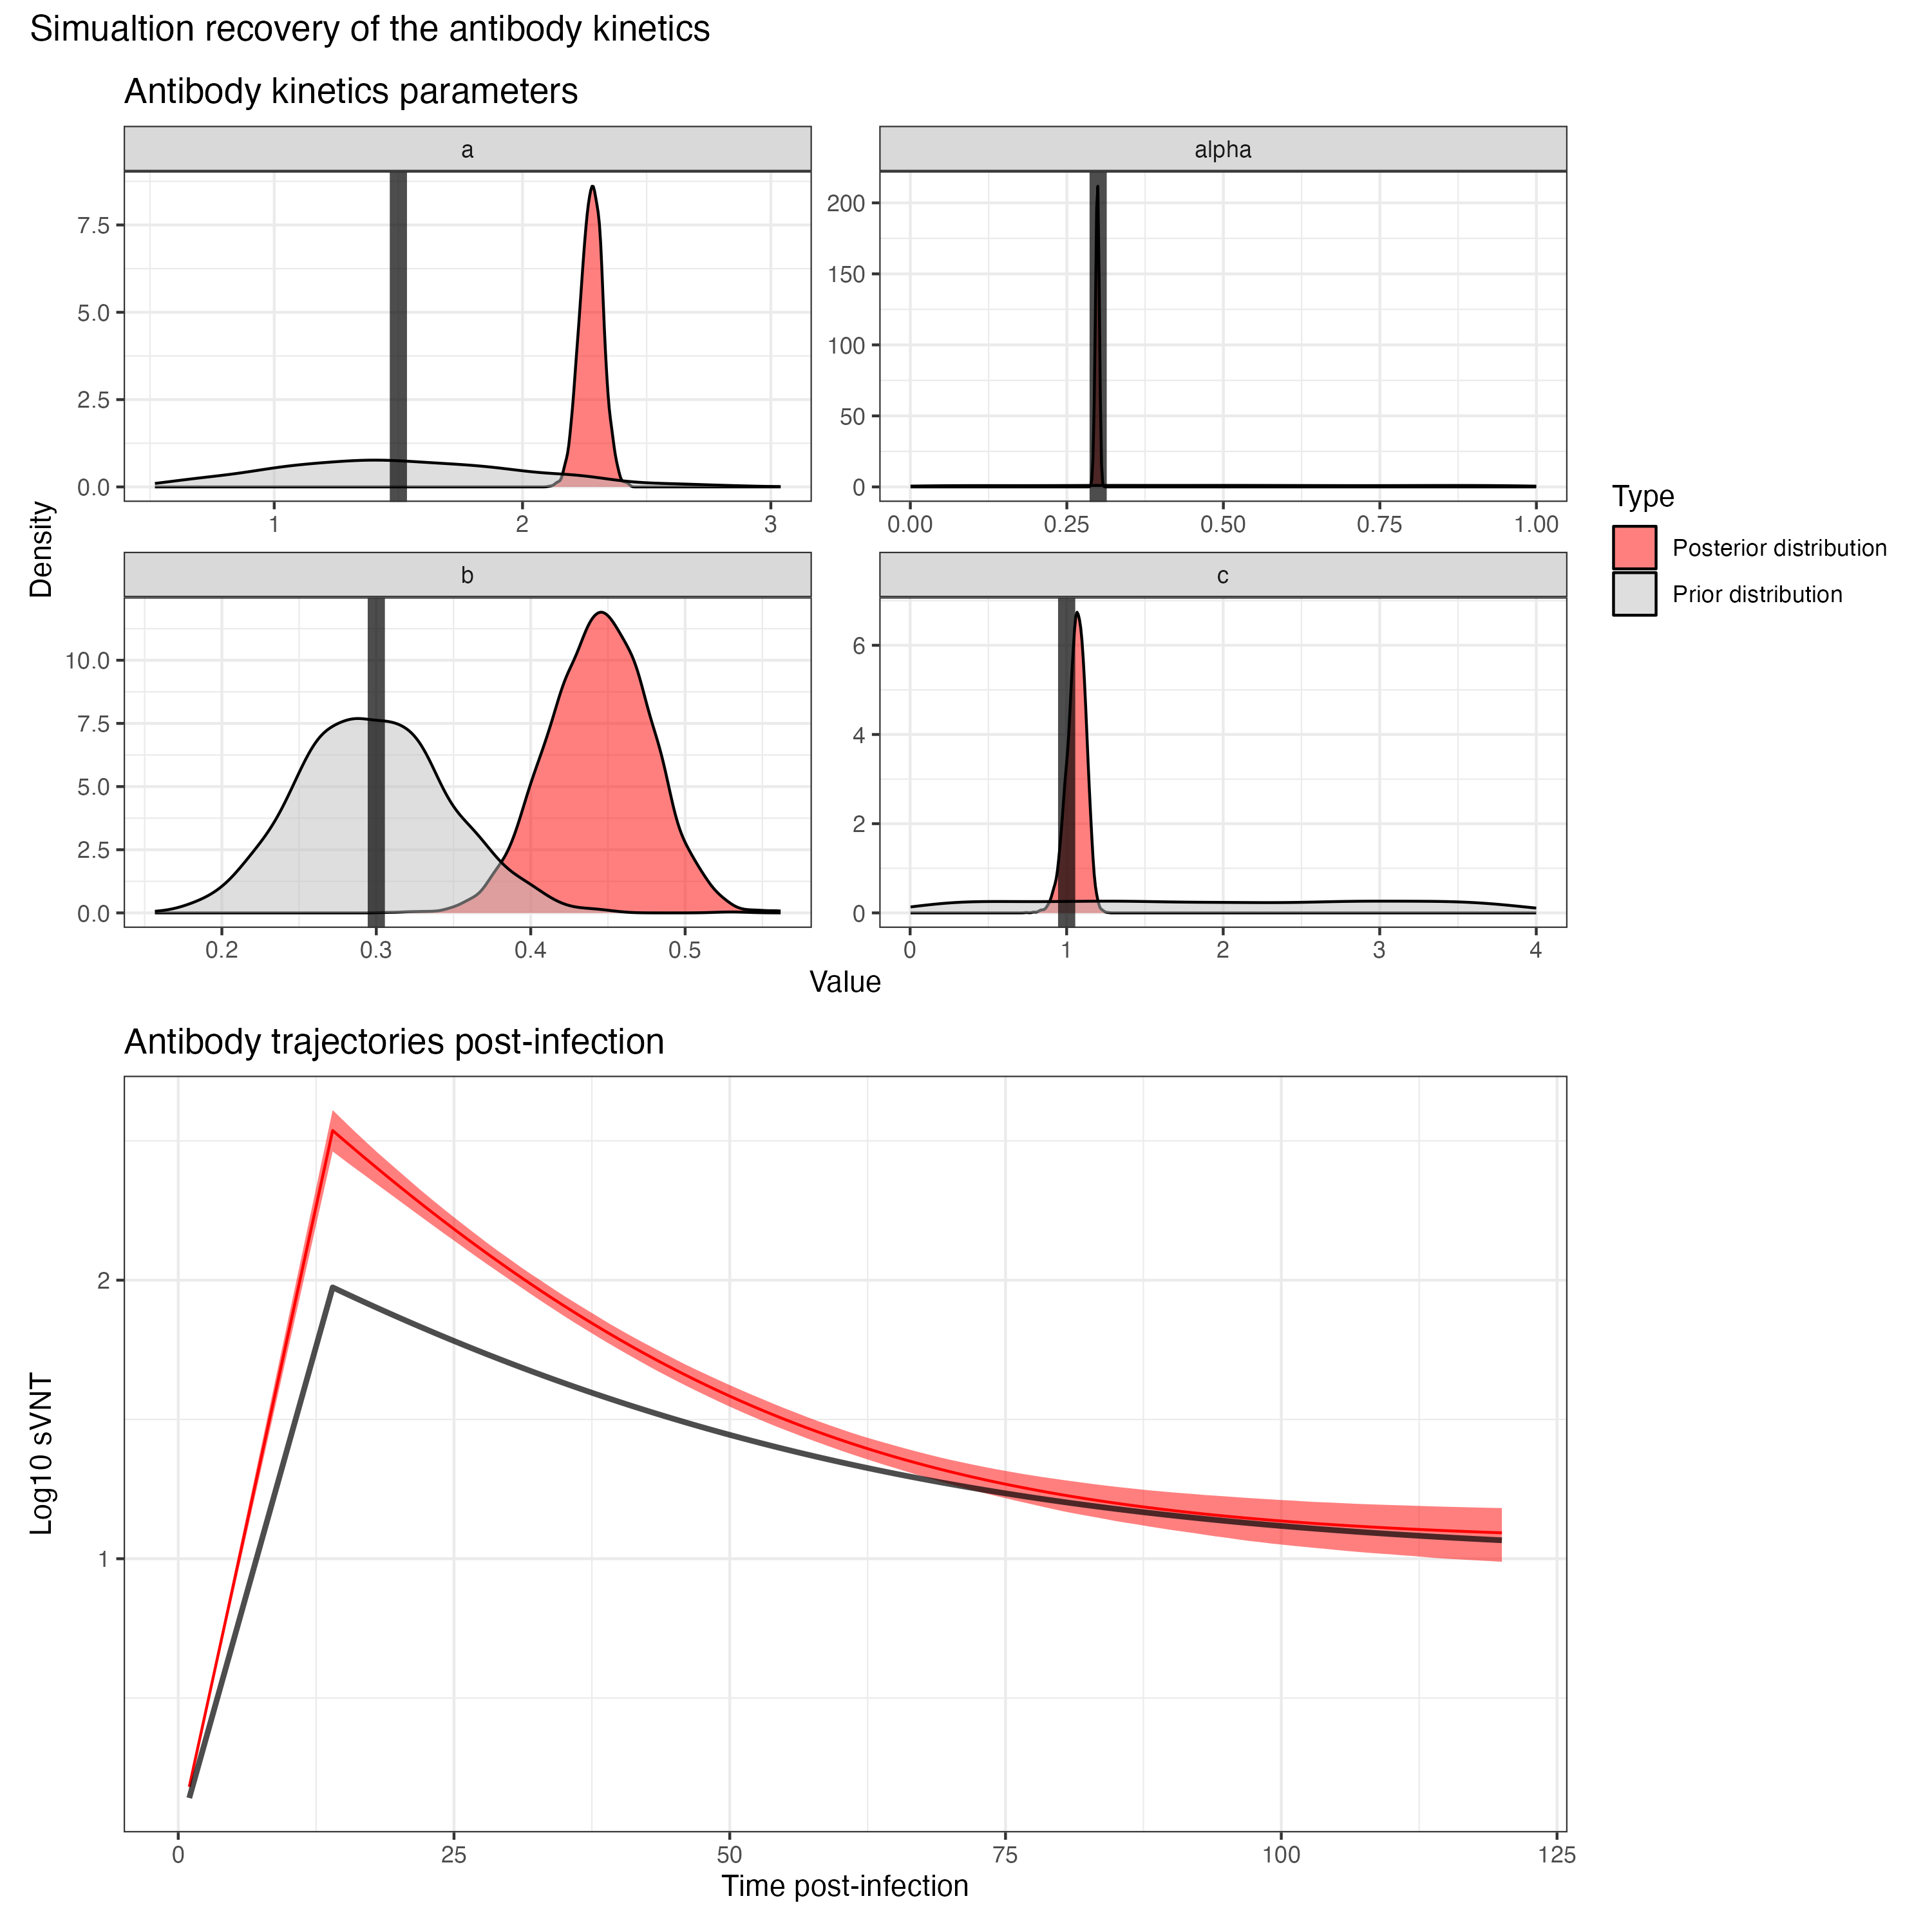 Simualtion recovery of the antibody kinetics
Antibody kinetics parameters
a
alpha
7.5
5.0
2.5
0.0
1 2 3
200
150
100
50
0
0.00 0.25 0.50 0.75 1.00
Density
b
c
10.0
7.5
5.0
2.5
0.0
0.2 0.3 0.4 0.5
6
4
2
0
0 1 2 3 4
Value
Type
Posterior distribution
Prior distribution
Antibody trajectories post-infection
Log10 sVNT
2
1
0 25 50 75 100 125
Time post-infection